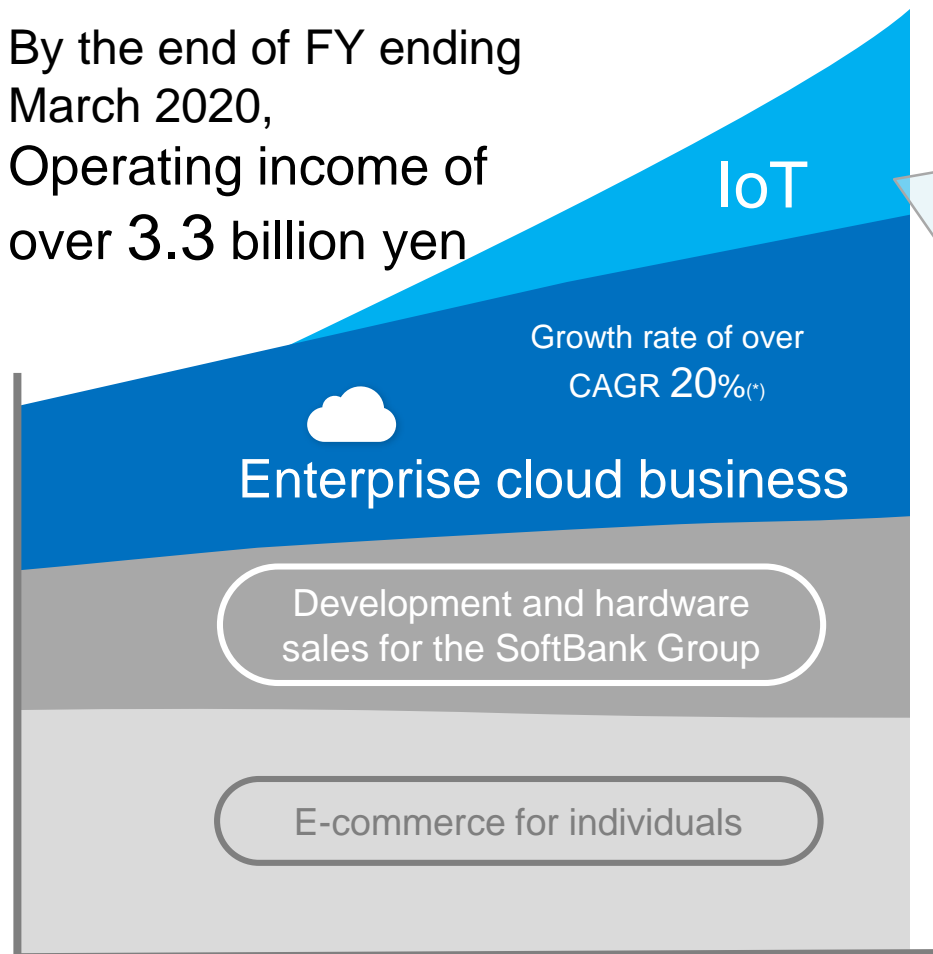 By the end of FY ending
March 2020,
Operating income of
over 3.3 billion yen
IoT
Growth rate of over
CAGR 20%(*)
Enterprise cloud business
Development and hardware
sales for the SoftBank Group
E-commerce for individuals